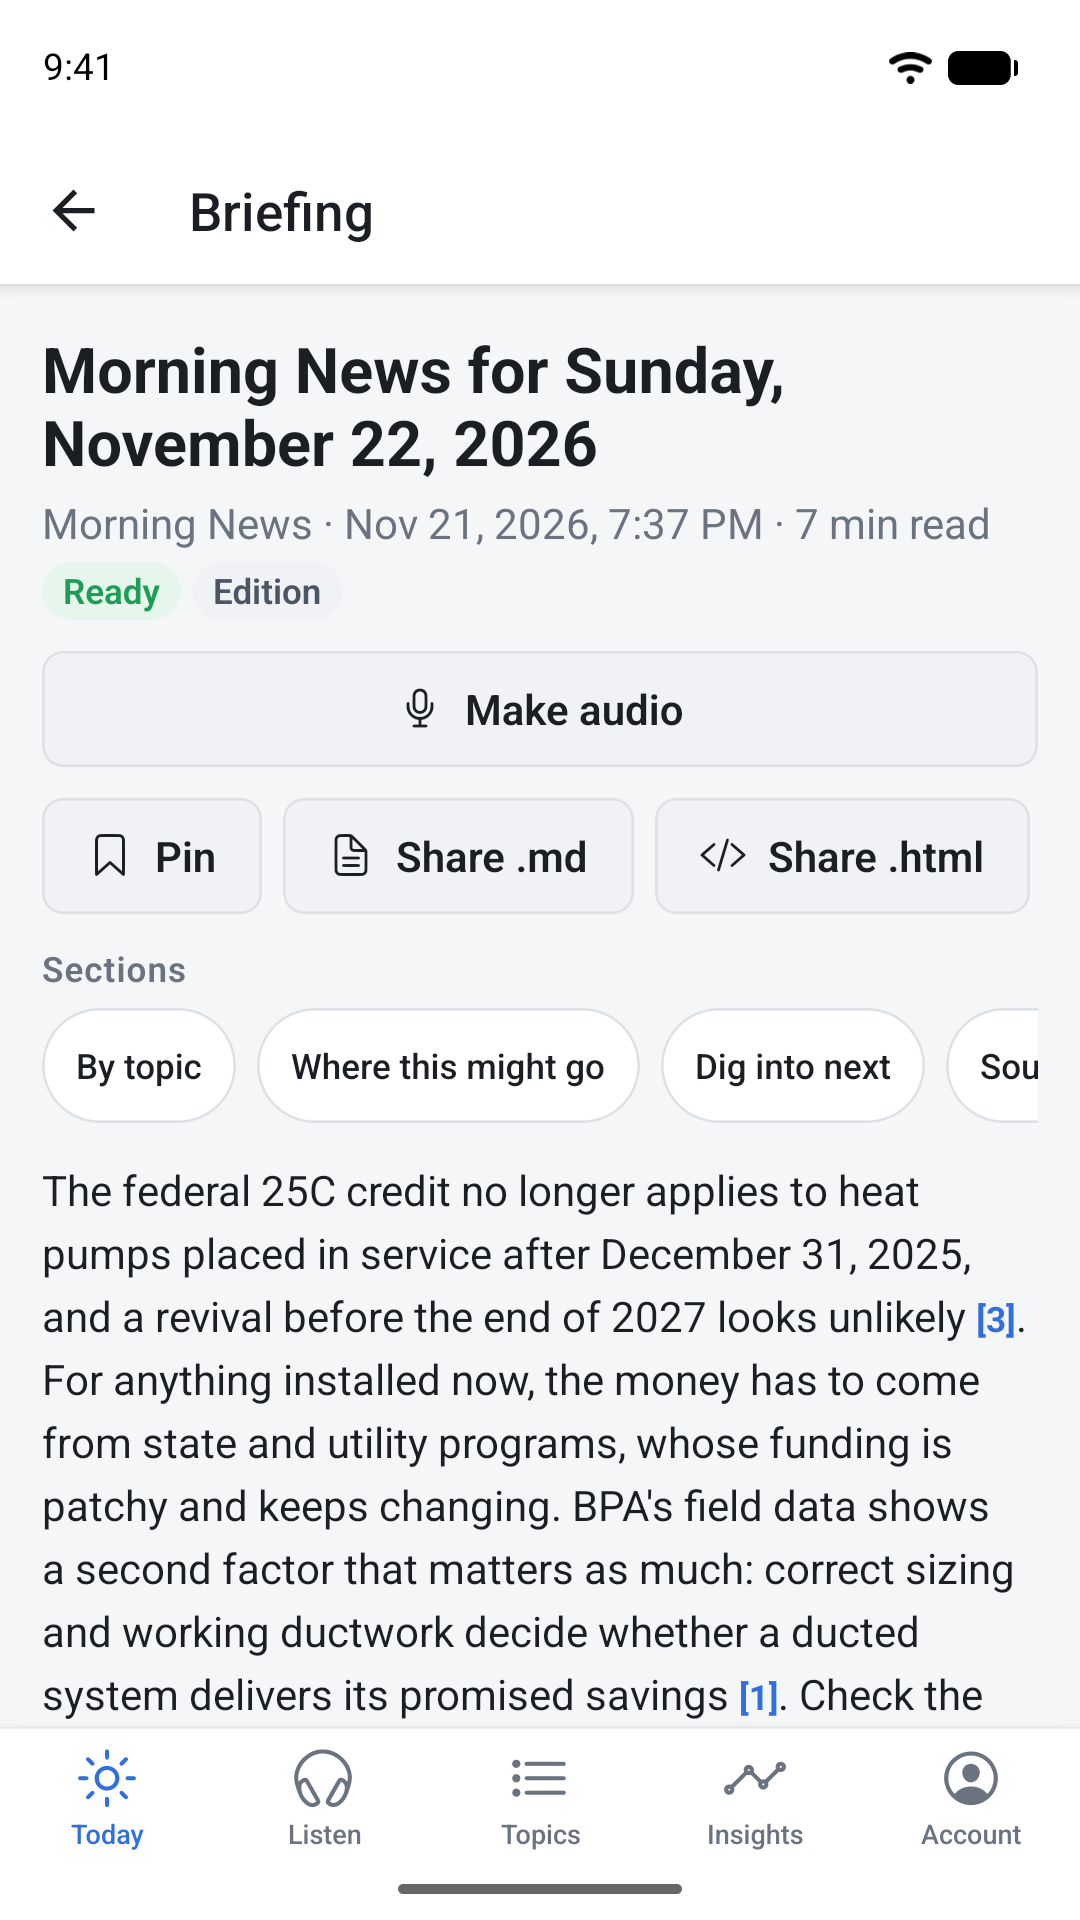 9:41
Briefing
Morning News for Sunday,
November 22, 2026
Morning News · Nov 21, 2026, 7:37 PM · 7 min read
Ready Edition
Make audio
Pin Share .md Share .html
Sections
By topic Where this might go Dig into next Sou
The federal 25C credit no longer applies to heat
pumps placed in service after December 31, 2025,
and a revival before the end of 2027 looks unlikely [3].
For anything installed now, the money has to come
from state and utility programs, whose funding is
patchy and keeps changing. BPA's field data shows
a second factor that matters as much: correct sizing
and working ductwork decide whether a ducted
system delivers its promised savings [1]. Check the
Today Listen Topics Insights Account